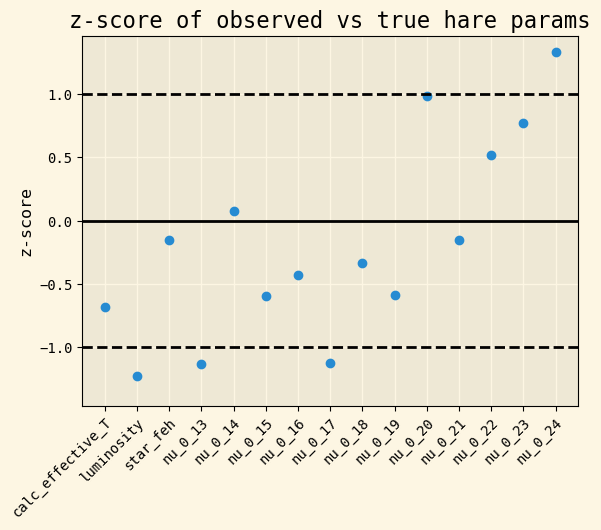 z-score of observed vs true hare params
z-score
1.0
0.5
0.0
−0.5
−1.0
calc_effective_T
luminosity
star_feh
nu_0_13
nu_0_14
nu_0_15
nu_0_16
nu_0_17
nu_0_18
nu_0_19
nu_0_20
nu_0_21
nu_0_22
nu_0_23
nu_0_24